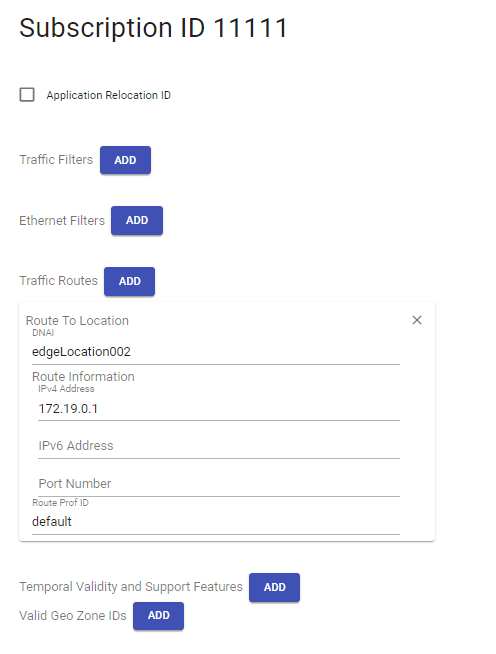 Subscription ID 11111
Application Relocation ID
Traffic Filters ADD
Ethernet Filters ADD
Traffic Routes ADD
Route To Location
DNAI
edgeLocation002
Route Information
IPv4 Address
172.19.0.1
IPv6 Address
Port Number
Route Prof ID
default
Temporal Validity and Support Features ADD
Valid Geo Zone IDs ADD